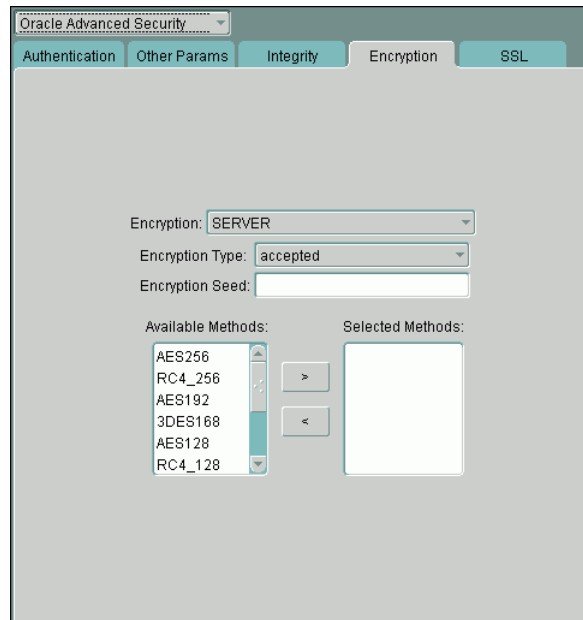 Oracle Advanced Security
Authentication Other Params Integrity Encryption SSL
Encryption: SERVER
Encryption Type: accepted
Encryption Seed:
Available Methods: Selected Methods:
AES256
RC4_256
>
AES192
3DES168
<
AES128
RC4_128